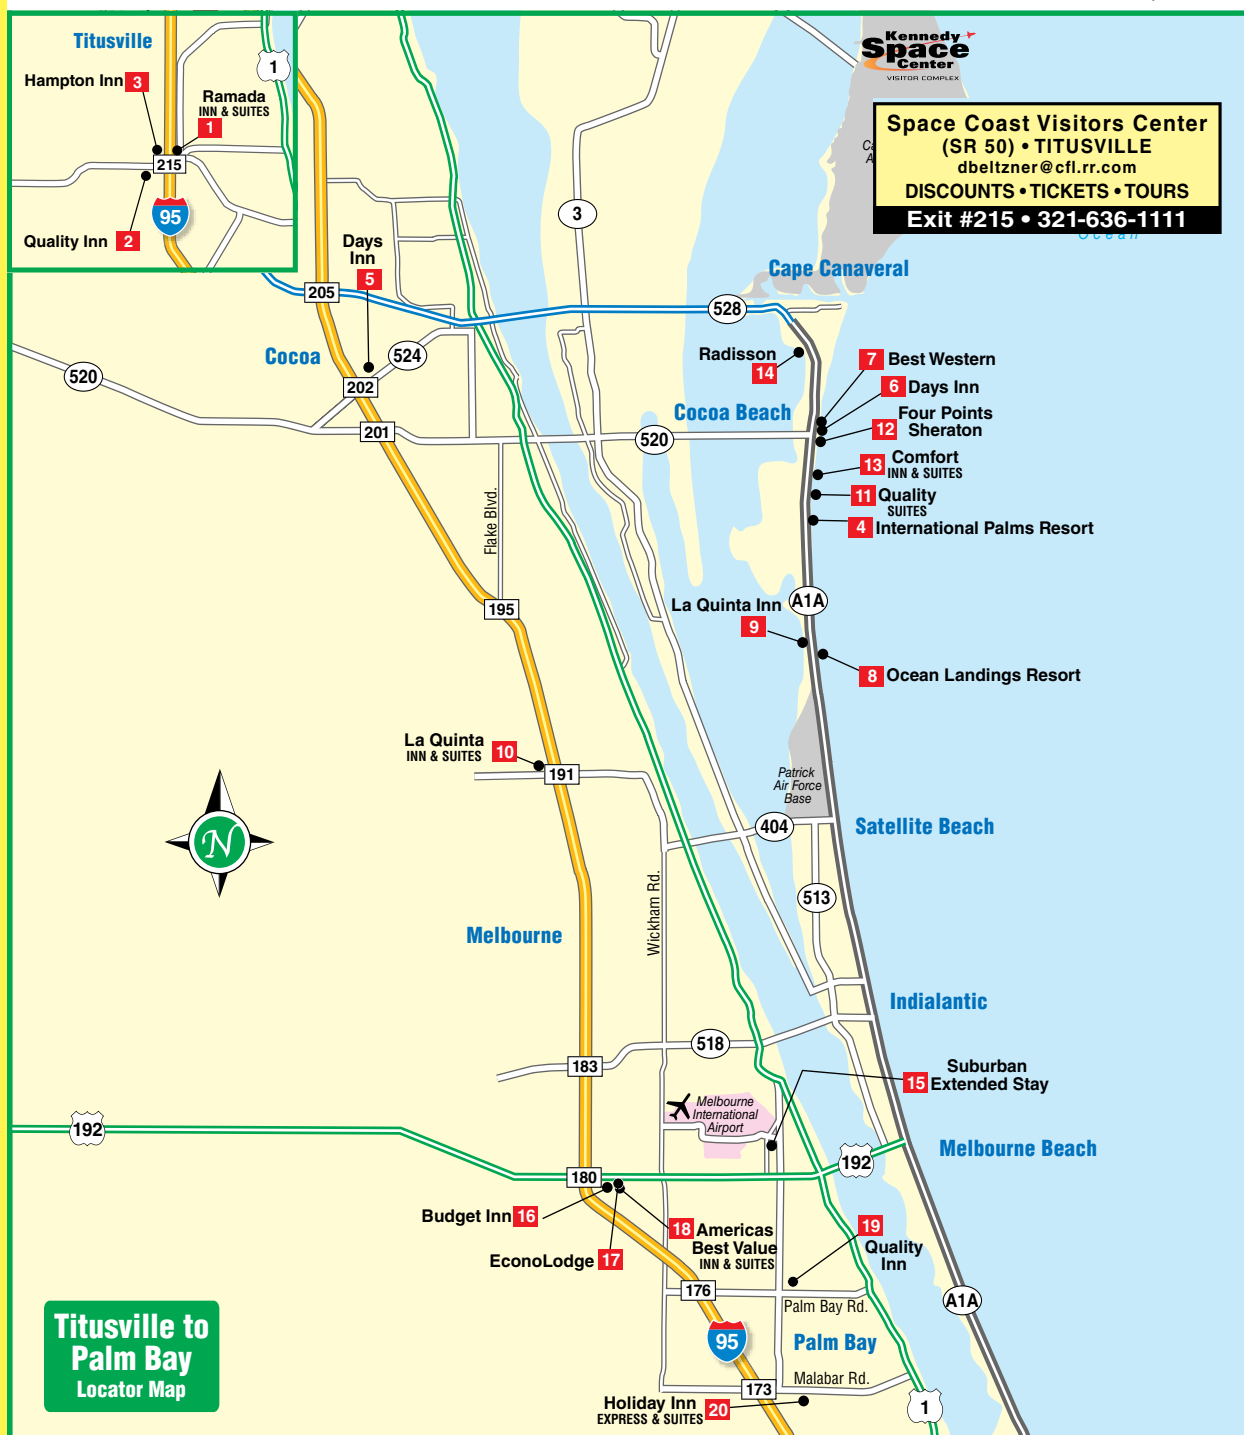 Titusville
Hampton Inn 3
Ramada
INN & SUITES
1
1
215
95
Quality Inn 2
Kennedy
Space
Center
VISITOR COMPLEX
Space Coast Visitors Center
(SR 50) • TITUSVILLE
dbeltzner@cfl.rr.com
DISCOUNTS • TICKETS • TOURS
Exit #215 • 321-636-1111
Ocean
3
Days
Inn
5
Cape Canaveral
205
528
Cocoa
524
520
202
201
Radisson
14
7 Best Western
6 Days Inn
Cocoa Beach
Four Points
12 Sheraton
520
13 Comfort
INN & SUITES
11 Quality
SUITES
4 International Palms Resort
Flake Blvd.
195
La Quinta Inn
9
A1A
8 Ocean Landings Resort
La Quinta
INN & SUITES
10
191
Patrick
Air Force
Base
404
Satellite Beach
N
513
Wickham Rd.
Melbourne
Indialantic
518
183
Suburban
15 Extended Stay
Melbourne
International
Airport
192
192
Melbourne Beach
180
Budget Inn 16
EconoLodge 17
18 Americas
Best Value
INN & SUITES
19
Quality
Inn
176
Palm Bay Rd.
A1A
95
Palm Bay
Malabar Rd.
173
Holiday Inn
EXPRESS & SUITES
20
1
Titusville to
Palm Bay
Locator Map